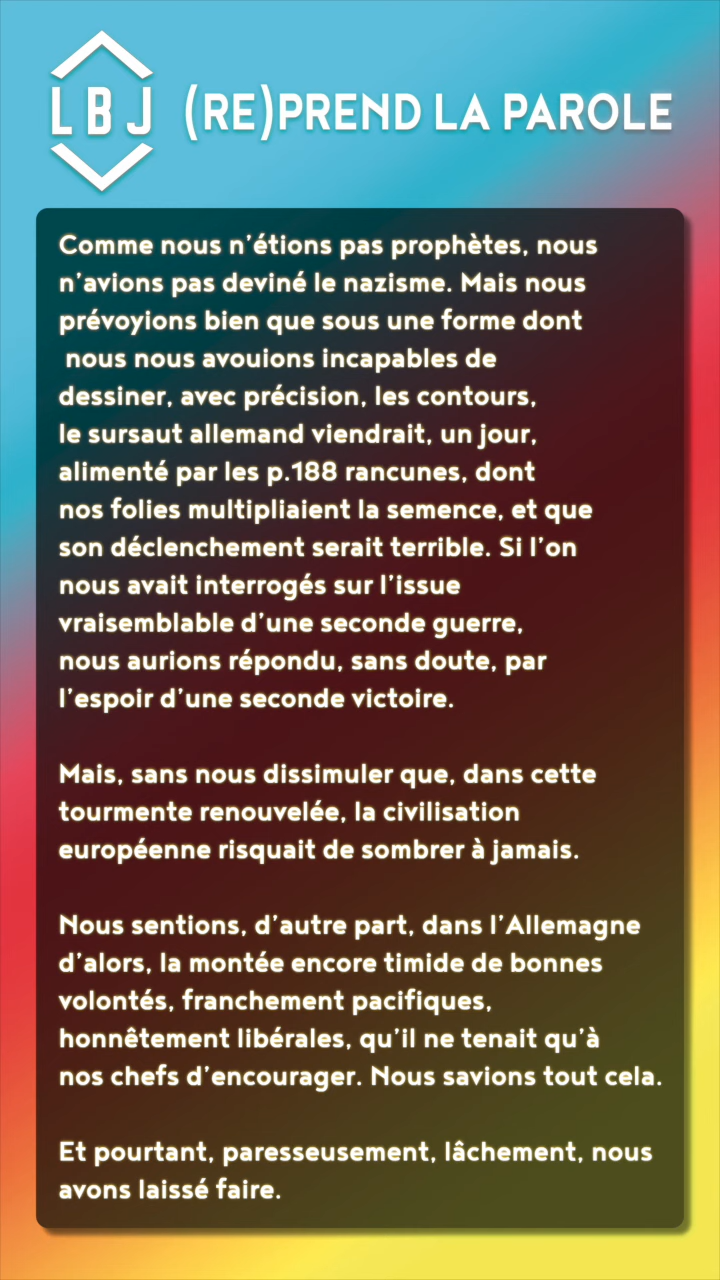 LBJ (RE)PREND LA PAROLE
Comme nous n'étions pas prophètes, nous
n'avions pas deviné le nazisme. Mais nous
prévoyions bien que sous une forme dont
nous nous avouions incapables de
dessiner, avec précision, les contours,
le sursaut allemand viendrait, un jour,
alimenté par les p.188 rancunes, dont
nos folies multipliaient la semence, et que
son déclenchement serait terrible. Si l'on
nous avait interrogés sur l'issue
vraisemblable d'une seconde guerre,
nous aurions répondu, sans doute, par
l'espoir d'une seconde victoire.
Mais, sans nous dissimuler que, dans cette
tourmente renouvelée, la civilisation
européenne risquait de sombrer à jamais.
Nous sentions, d'autre part, dans l'Allemagne
d'alors, la montée encore timide de bonnes
volontés, franchement pacifiques,
honnêtement libérales, qu'il ne tenait qu'à
nos chefs d'encourager. Nous savions tout cela.
Et pourtant, paresseusement, lâchement, nous
avons laissé faire.